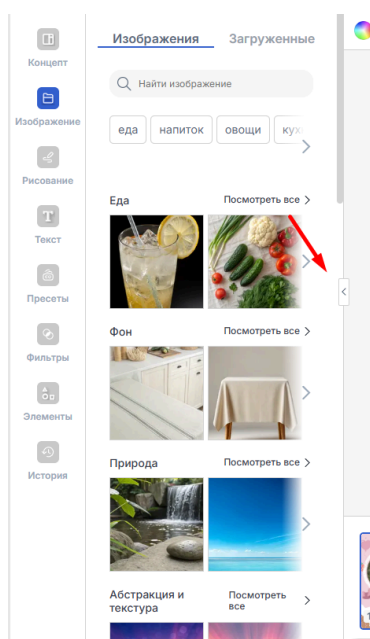 Концепт
Изображение
Рисование
Текст
Пресеты
Фильтры
Элементы
История
Изображения Загруженные
Найти изображение
еда напиток овощи
Еда Посмотреть все
Фон Посмотреть все
Природа Посмотреть все
Абстракция и
текстура
Посмотреть
все